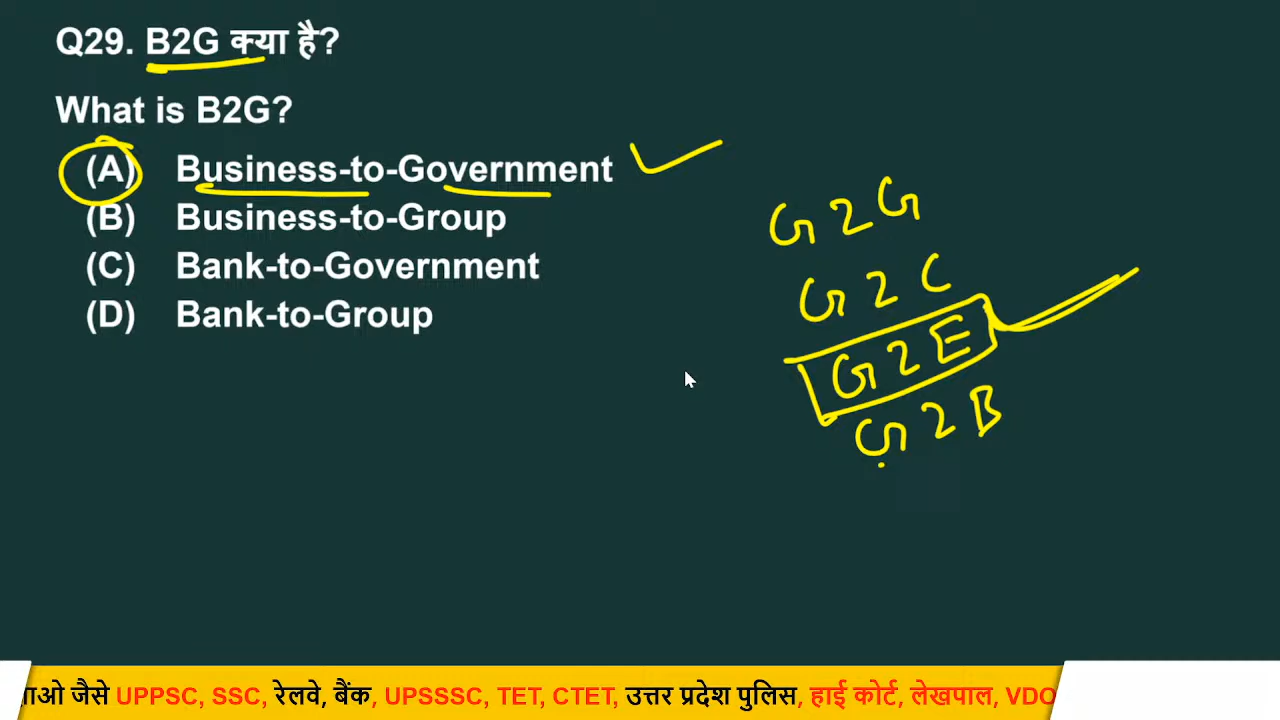 Q29. B2G क्या है?
What is B2G?
(A) Business-to-Government
(B) Business-to-Group
(C) Bank-to-Government
(D) Bank-to-Group
G2G
G2C
G2E
G2B
जैसे UPPSC, SSC, रेलवे, बैंक, UPSSSC, TET, CTET, उत्तर प्रदेश पुलिस, हाई कोर्ट, लेखपाल, VDO